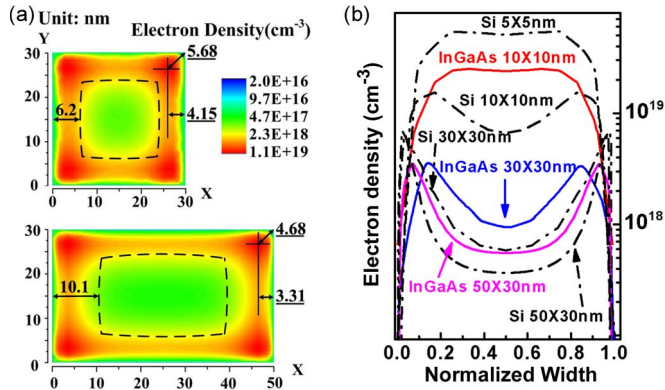 (a) Unit: nm Electron Density(cm-3)
Y
30
20
10
0
6.2
5.68
4.15
0 10 20 30 X
2.0E+16
9.7E+16
4.7E+17
2.3E+18
1.1E+19
Y
30
20
10
0
10.1
4.68
3.31
0 10 20 30 40 50
X
(b)
Electron density (cm-3)
Si 5X5nm
InGaAs 10X10nm
Si 10X10nm
Si 30X30nm
InGaAs 30X30nm
InGaAs 50X30nm
Si 50X30nm
10^19
10^18
0.0 0.2 0.4 0.6 0.8 1.0
Normalized Width